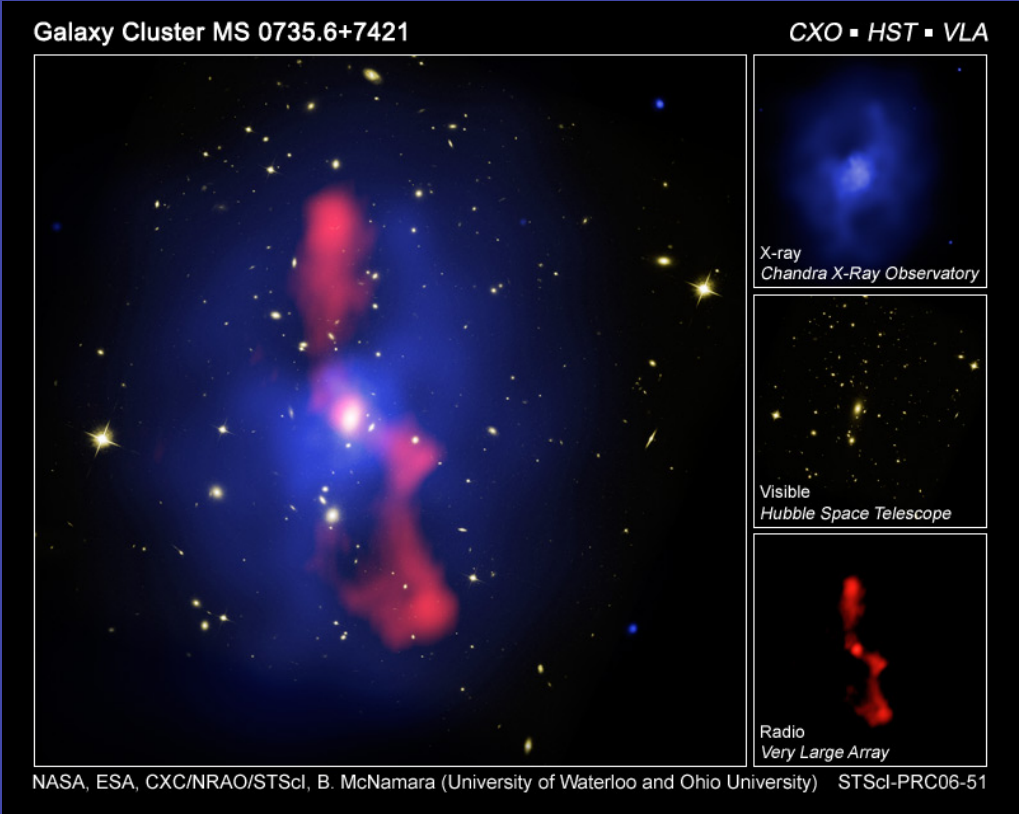 Galaxy Cluster MS 0735.6+7421
CXO ▪ HST ▪ VLA
X-ray
Chandra X-Ray Observatory
Visible
Hubble Space Telescope
Radio
Very Large Array
NASA, ESA, CXC/NRAO/STScI, B. McNamara (University of Waterloo and Ohio University)
STScI-PRC06-51